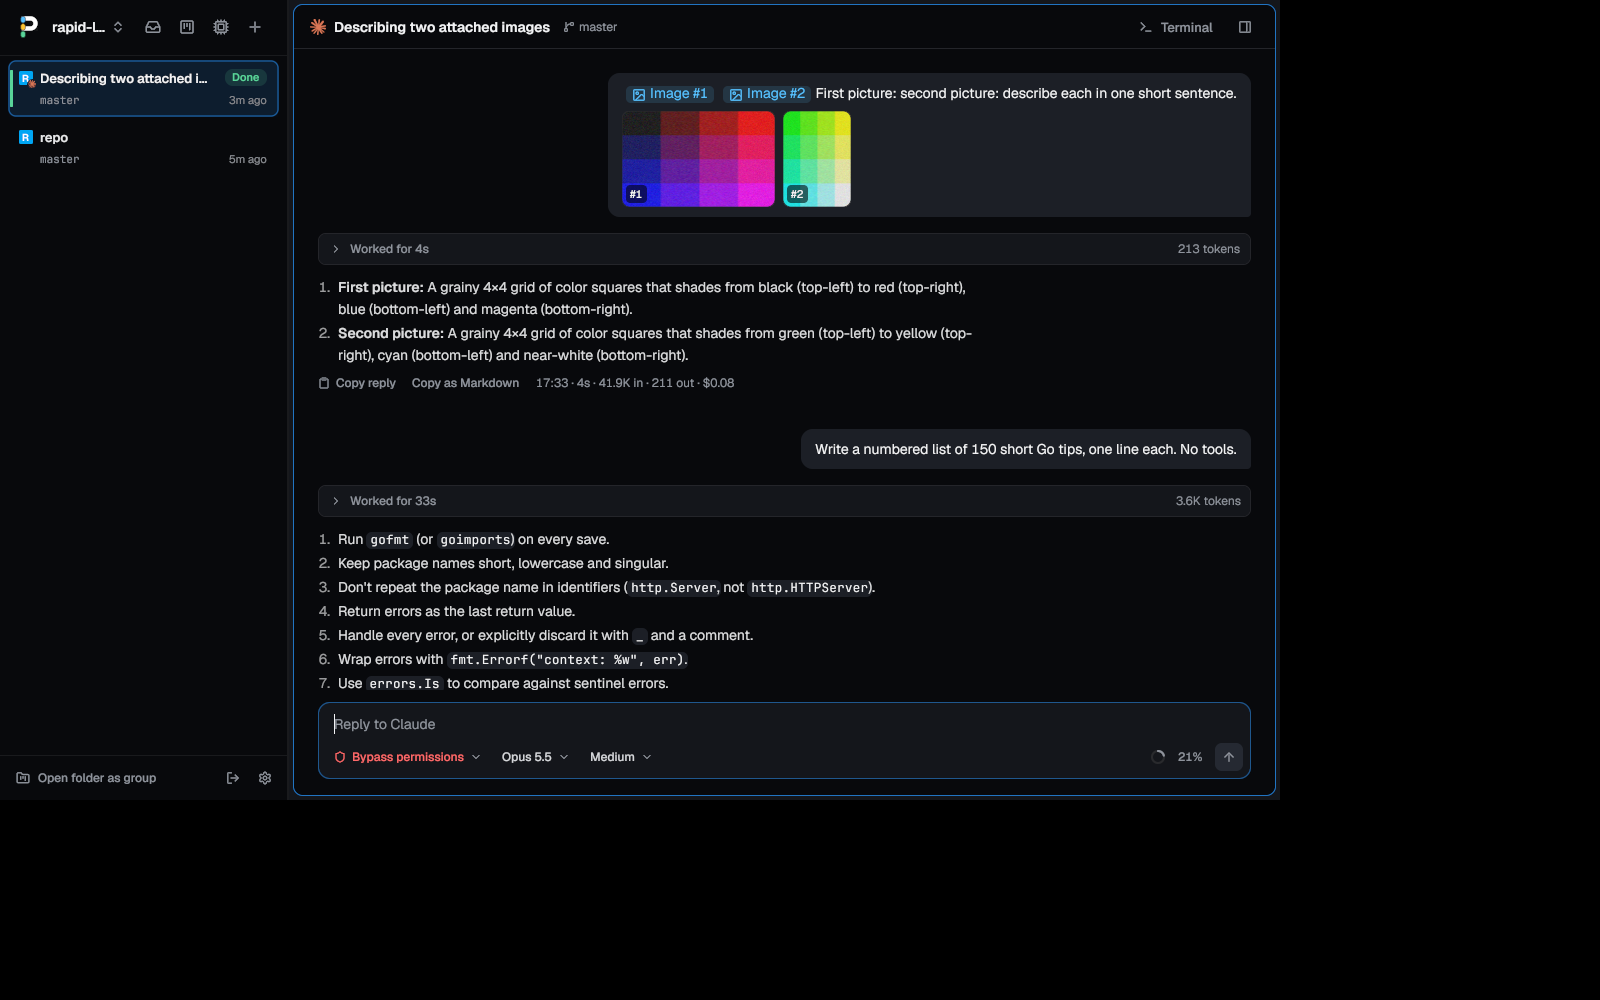 rapid-L...
Describing two attached i...
Done
master
3m ago
R
repo
master
5m ago
Open folder as group
Describing two attached images
master
Terminal
Image #1 Image #2 First picture: second picture: describe each in one short sentence.
#1
#2
Worked for 4s
213 tokens
1. First picture: A grainy 4×4 grid of color squares that shades from black (top-left) to red (top-right),
blue (bottom-left) and magenta (bottom-right).
2. Second picture: A grainy 4×4 grid of color squares that shades from green (top-left) to yellow (top-
right), cyan (bottom-left) and near-white (bottom-right).
Copy reply
Copy as Markdown
17:33 · 4s · 41.9K in · 211 out · $0.08
Write a numbered list of 150 short Go tips, one line each. No tools.
Worked for 33s
3.6K tokens
1. Run gofmt (or goimports) on every save.
2. Keep package names short, lowercase and singular.
3. Don't repeat the package name in identifiers (http.Server, not http.HTTPServer).
4. Return errors as the last return value.
5. Handle every error, or explicitly discard it with _ and a comment.
6. Wrap errors with fmt.Errorf("context: %w", err).
7. Use errors.Is to compare against sentinel errors.
Reply to Claude
Bypass permissions
Opus 5.5
Medium
21%